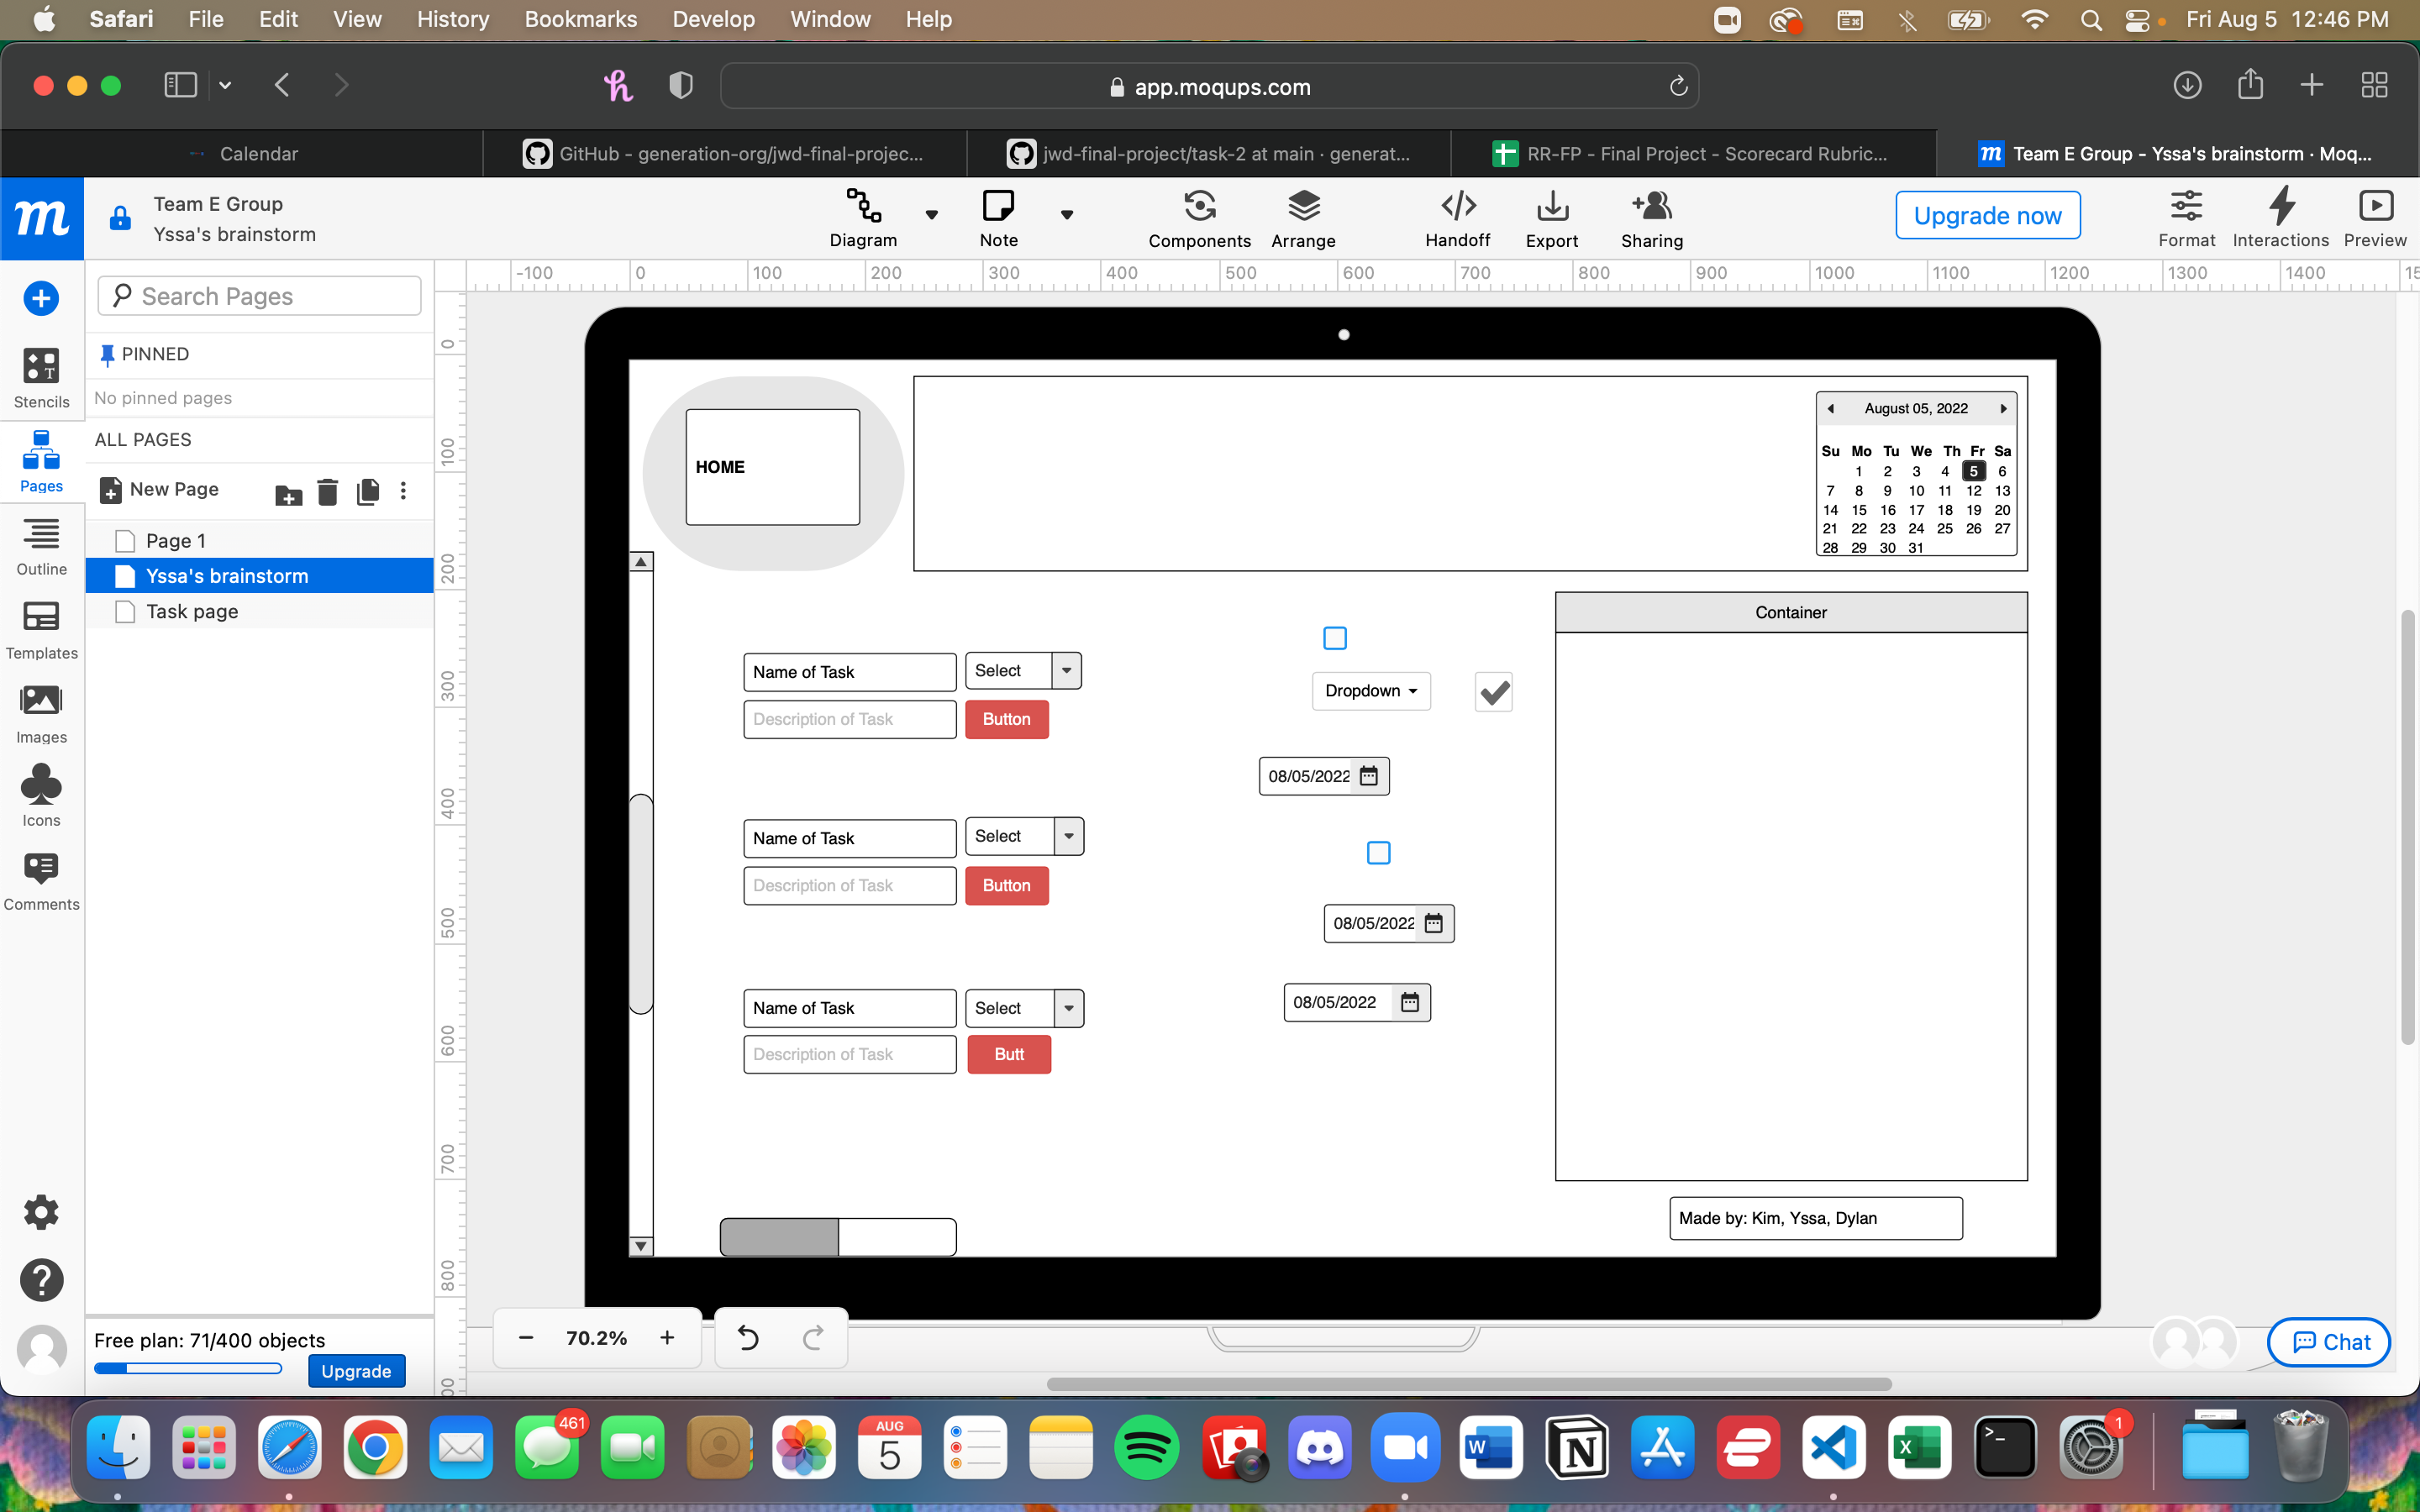 Safari File Edit View History Bookmarks Develop Window Help Fri Aug 5 12:46 PM
app.moqups.com
Calendar
GitHub - generation-org/jwd-final-projec...
jwd-final-project/task-2 at main · generat...
RR-FP - Final Project - Scorecard Rubric...
Team E Group - Yssa's brainstorm · Moq...
m
Team E Group
Yssa's brainstorm
Diagram
Note
Components
Arrange
Handoff
Export
Sharing
Upgrade now
Format
Interactions
Preview
Stencils
Pages
Outline
Templates
Images
Icons
Comments
Search Pages
PINNED
No pinned pages
ALL PAGES
New Page
Page 1
Yssa's brainstorm
Task page
Free plan: 71/400 objects
Upgrade
-100 0 100 200 300 400 500 600 700 800 900 1000 1100 1200 1300 1400 15
0
100
200
300
400
500
600
700
800
00
HOME
August 05, 2022
Su Mo Tu We Th Fr Sa
1 2 3 4 5 6
7 8 9 10 11 12 13
14 15 16 17 18 19 20
21 22 23 24 25 26 27
28 29 30 31
Container
Name of Task
Select
Description of Task
Button
Dropdown
08/05/2022
Name of Task
Select
Description of Task
Button
08/05/2022
Name of Task
Select
Description of Task
Butt
08/05/2022
Made by: Kim, Yssa, Dylan
70.2%
Chat
461
AUG
5
W
N
X
>_
1